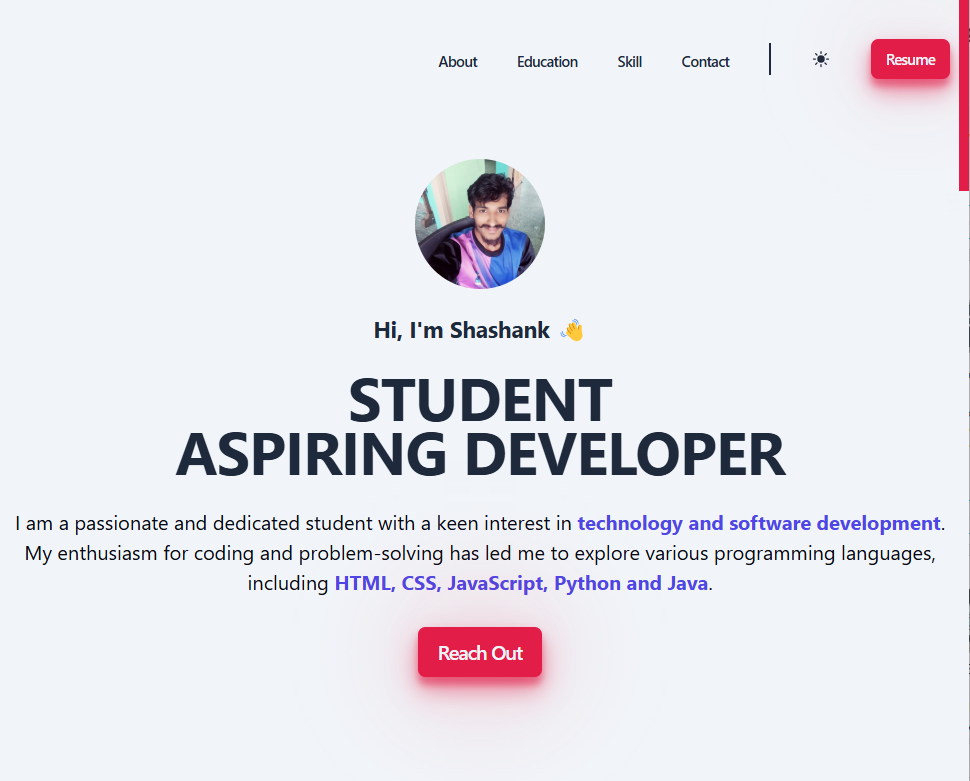 About Education Skill Contact Resume
Hi, I'm Shashank 👋
STUDENT
ASPIRING DEVELOPER
I am a passionate and dedicated student with a keen interest in technology and software development.
My enthusiasm for coding and problem-solving has led me to explore various programming languages,
including HTML, CSS, JavaScript, Python and Java.
Reach Out